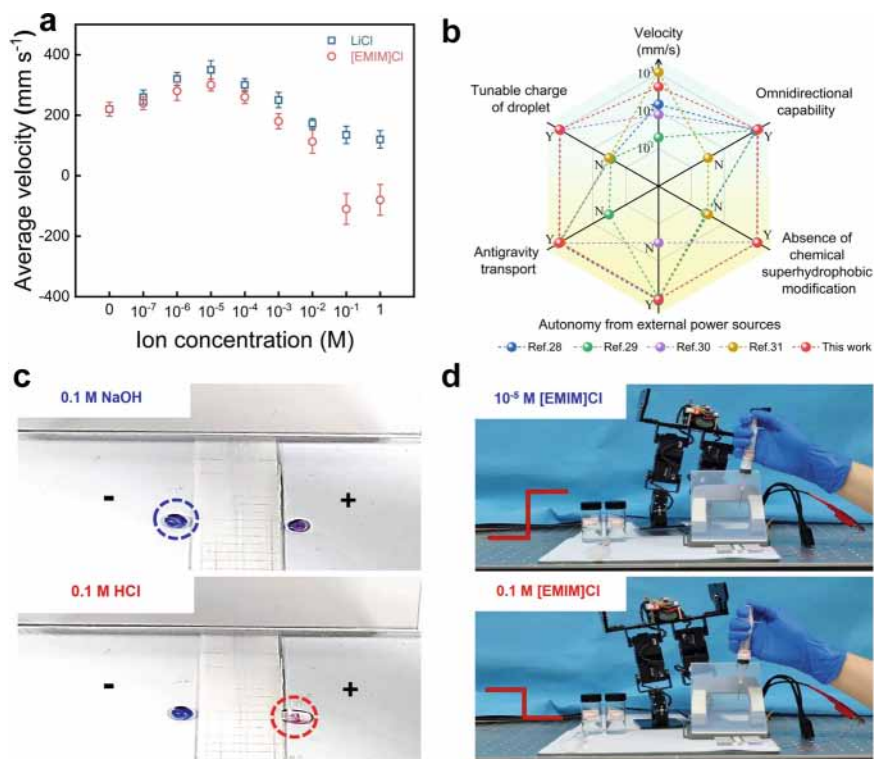 a
Average velocity (mm s⁻¹)
400
200
0
-200
-400
LiCl
[EMIM]Cl
0 10⁻⁷ 10⁻⁶ 10⁻⁵ 10⁻⁴ 10⁻³ 10⁻² 10⁻¹ 1
Ion concentration (M)
b
Velocity
(mm/s)
Tunable charge
of droplet
Omnidirectional
capability
Y
Y
N
N
N
N
Y
Y
N
Y
Antigravity
transport
Absence of
chemical
superhydrophobic
modification
Autonomy from external power sources
Ref.28 Ref.29 Ref.30 Ref.31 This work
c
0.1 M NaOH
- +
0.1 M HCl
- +
d
10⁻⁵ M [EMIM]Cl
0.1 M [EMIM]Cl